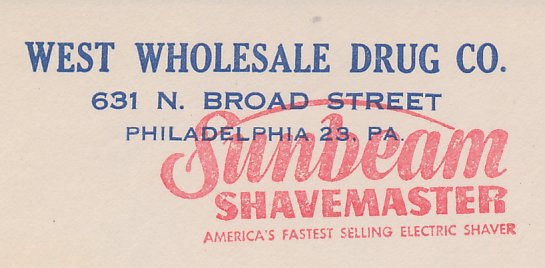 WEST WHOLESALE DRUG CO.
631 N. BROAD STREET
PHILADELPHIA 23, PA.
Sunbeam
SHAVEMASTER
AMERICA'S FASTEST SELLING ELECTRIC SHAVER